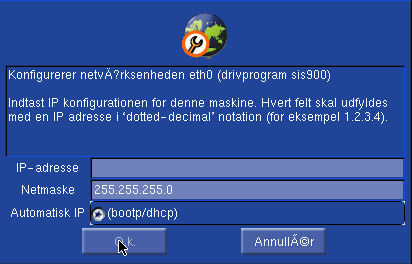 Konfigurerer netvÃ?rksenheden eth0 (drivprogram sis900)
Indtast IP konfigurationen for denne maskine. Hvert felt skal udfyldes
med en IP adresse i 'dotted-decimal' notation (for eksempel 1.2.3.4).
IP-adresse
Netmaske 255.255.255.0
Automatisk IP (bootp/dhcp)
O.k. AnnullÃ©r